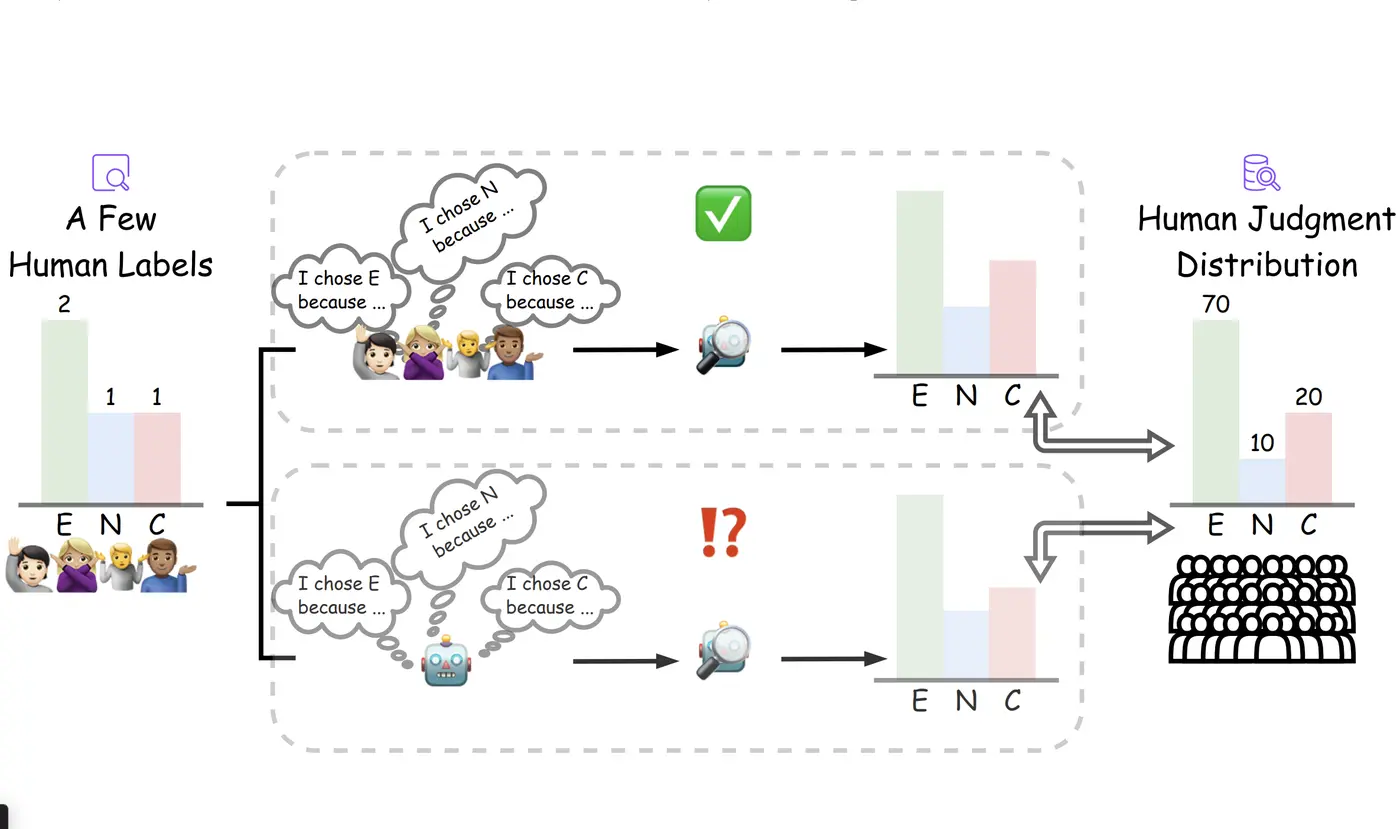 A Few
Human Labels
2
1
1
E N C
I chose N
because ...
I chose E
because ...
I chose C
because ...
E N C
I chose N
because ...
I chose E
because ...
I chose C
because ...
E N C
Human Judgment
Distribution
70
10
20
E N C